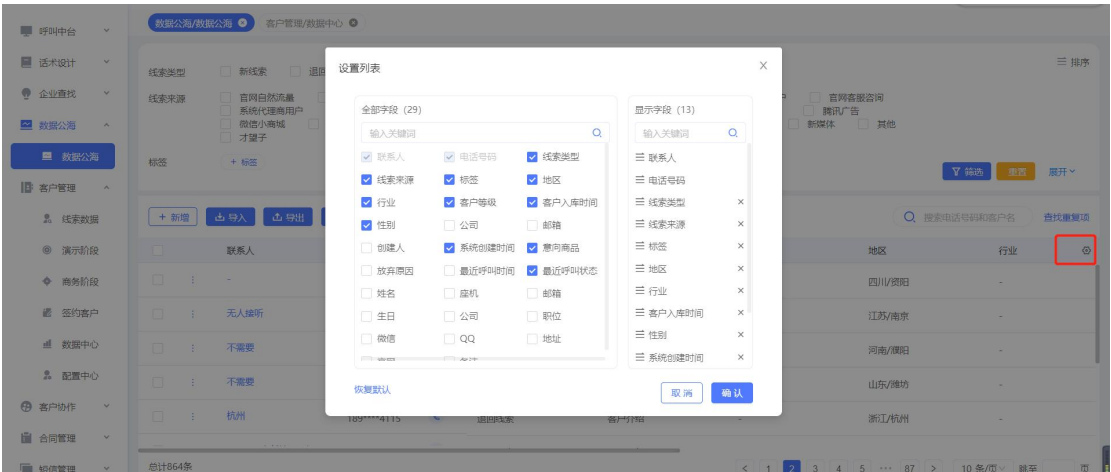 数据公海/数据公海
客户管理/数据中心
呼叫中台
话术设计
企业查找
数据公海
数据公海
客户管理
线索数据
演示阶段
商务阶段
签约客户
数据中心
配置中心
客户协作
合同管理
短信管理
线索类型
新线索
退回
排序
线索来源
官网自然流量
系统代理商用户
微信小商城
才望子
官网客服咨询
腾讯广告
新媒体
其他
标签
+ 标签
筛选
重置
展开
+ 新增
导入
导出
搜索电话号码和客户名
查找重复项
联系人
地区
行业
-
四川/资阳
-
无人接听
江苏/南京
-
不需要
河南/濮阳
-
不需要
山东/潍坊
-
杭州
189****4115
退回线索
客户介绍
-
浙江/杭州
-
总计864条
< 1 2 3 4 5 ··· 87 >
10 条/页
跳至
页
设置列表
全部字段 (29)
输入关键词
联系人 电话号码 线索类型
线索来源 标签 地区
行业 客户等级 客户入库时间
性别 公司 邮箱
创建人 系统创建时间 意向商品
放弃原因 最近呼叫时间 最近呼叫状态
姓名 座机 邮箱
生日 公司 职位
微信 QQ 地址
显示字段 (13)
输入关键词
联系人
电话号码
线索类型
线索来源
标签
地区
行业
客户入库时间
性别
系统创建时间
恢复默认
取消
确认